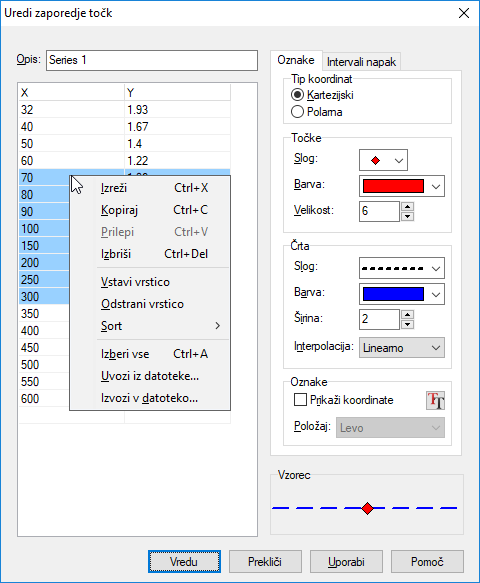 Uredi zaporedje točk
Opis: Series 1
X Y
32 1.93
40 1.67
50 1.4
60 1.22
70
80
90
100
150
200
250
300
350
400
450
500
550
600
Izreži Ctrl+X
Kopiraj Ctrl+C
Prilepi Ctrl+V
Izbriši Ctrl+Del
Vstavi vrstico
Odstrani vrstico
Sort
Izberi vse Ctrl+A
Uvozi iz datoteke...
Izvozi v datoteko...
Oznake Intervali napak
Tip koordinat
Kartezijski
Polarna
Točke
Slog:
Barva:
Velikost: 6
Črta
Slog:
Barva:
Širina: 2
Interpolacija: Linearno
Oznake
Prikaži koordinate
Položaj: Levo
Vzorec
Vredu Prekliči Uporabi Pomoč